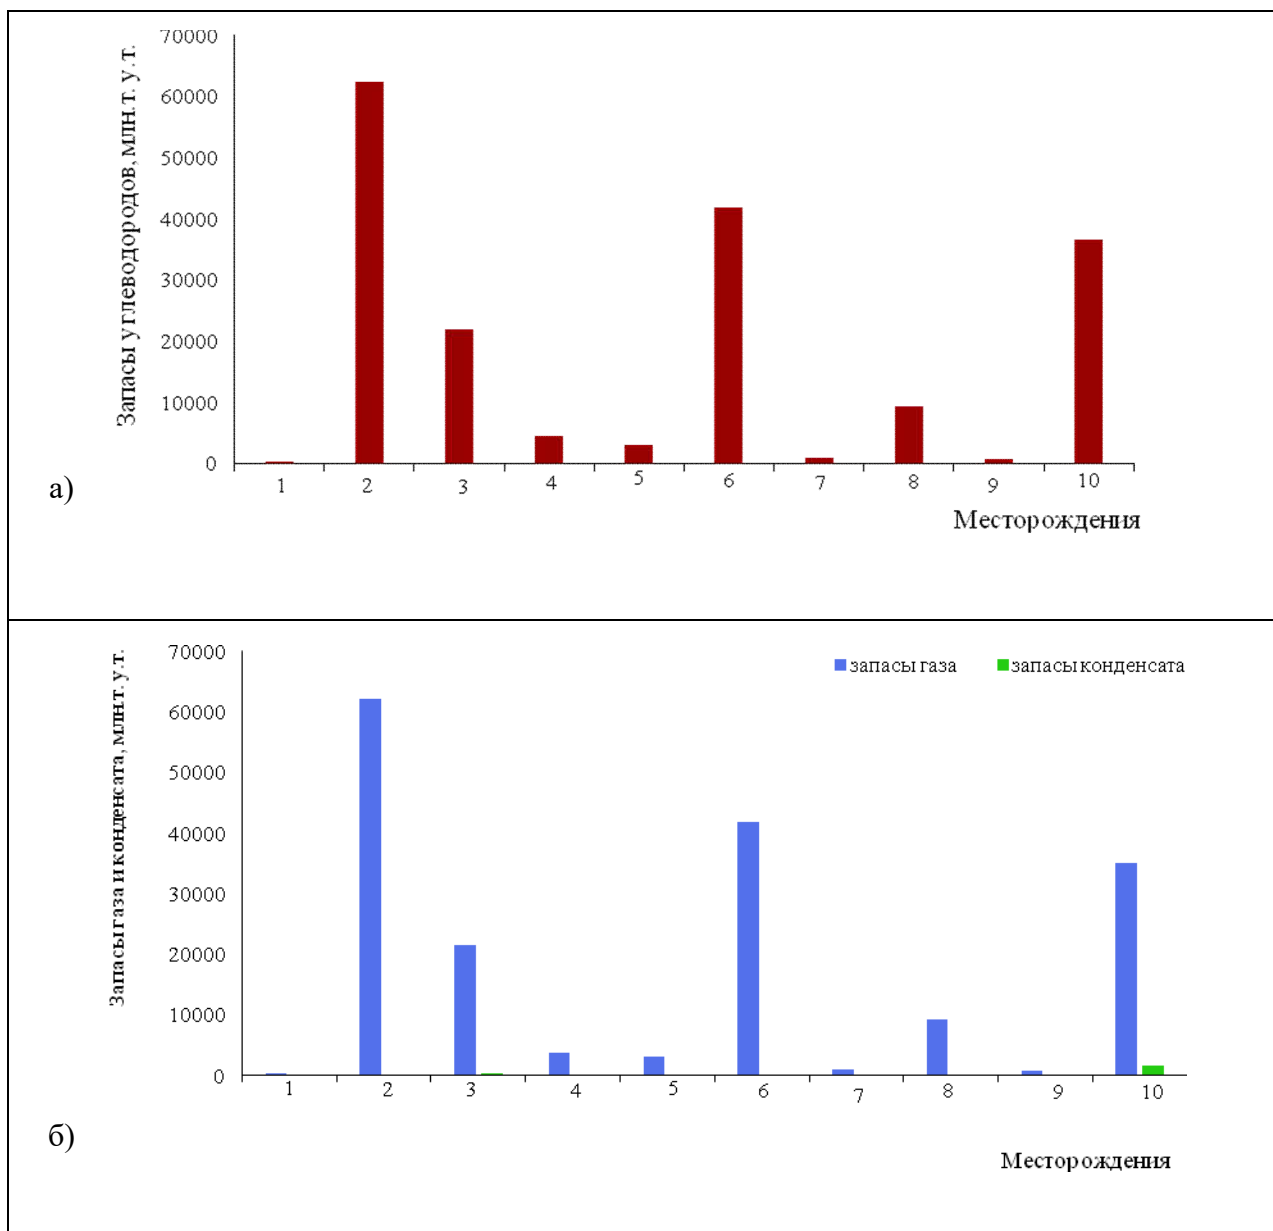 Запасы углеводородов, млн.т. у.т.
70000
60000
50000
40000
30000
20000
10000
0
1 2 3 4 5 6 7 8 9 10
а)
Месторождения
Запасы газа и конденсата, млн.т. у.т.
запасы газа запасы конденсата
70000
60000
50000
40000
30000
20000
10000
0
1 2 3 4 5 6 7 8 9 10
б)
Месторождения